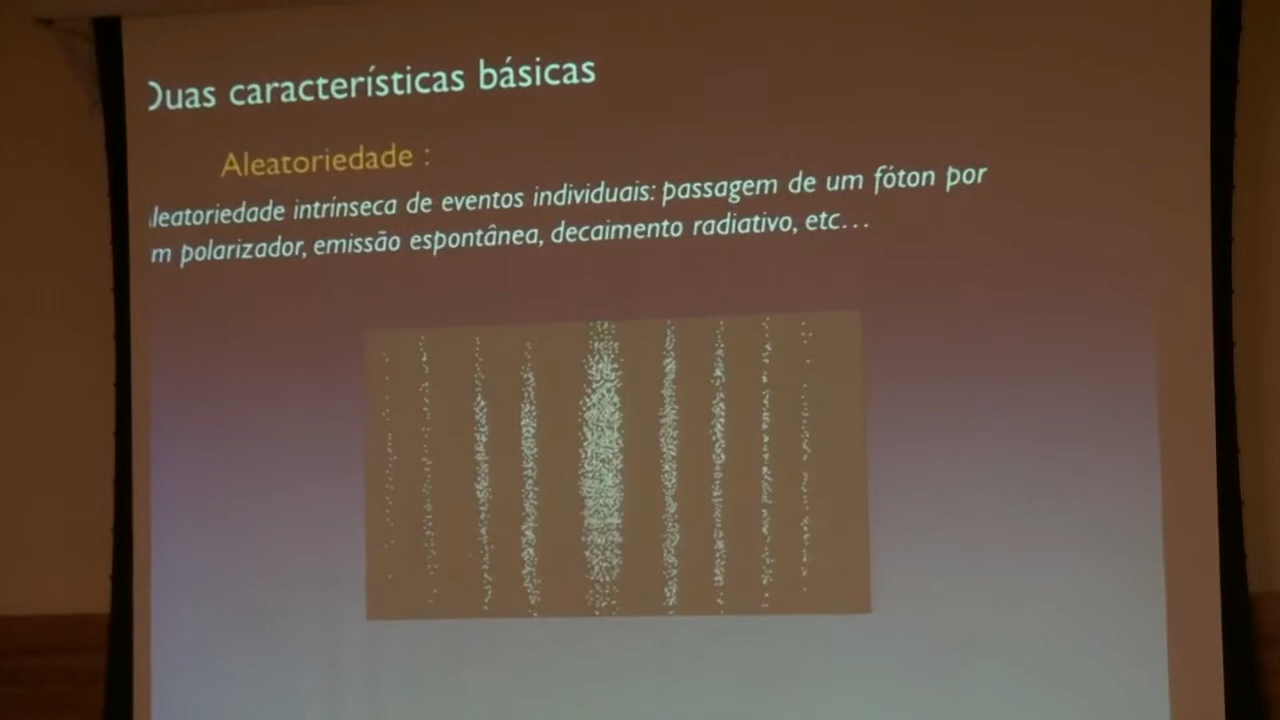 Duas características básicas
Aleatoriedade :
leatoriedade intrínseca de eventos individuais: passagem de um fóton por
m polarizador, emissão espontânea, decaimento radiativo, etc...